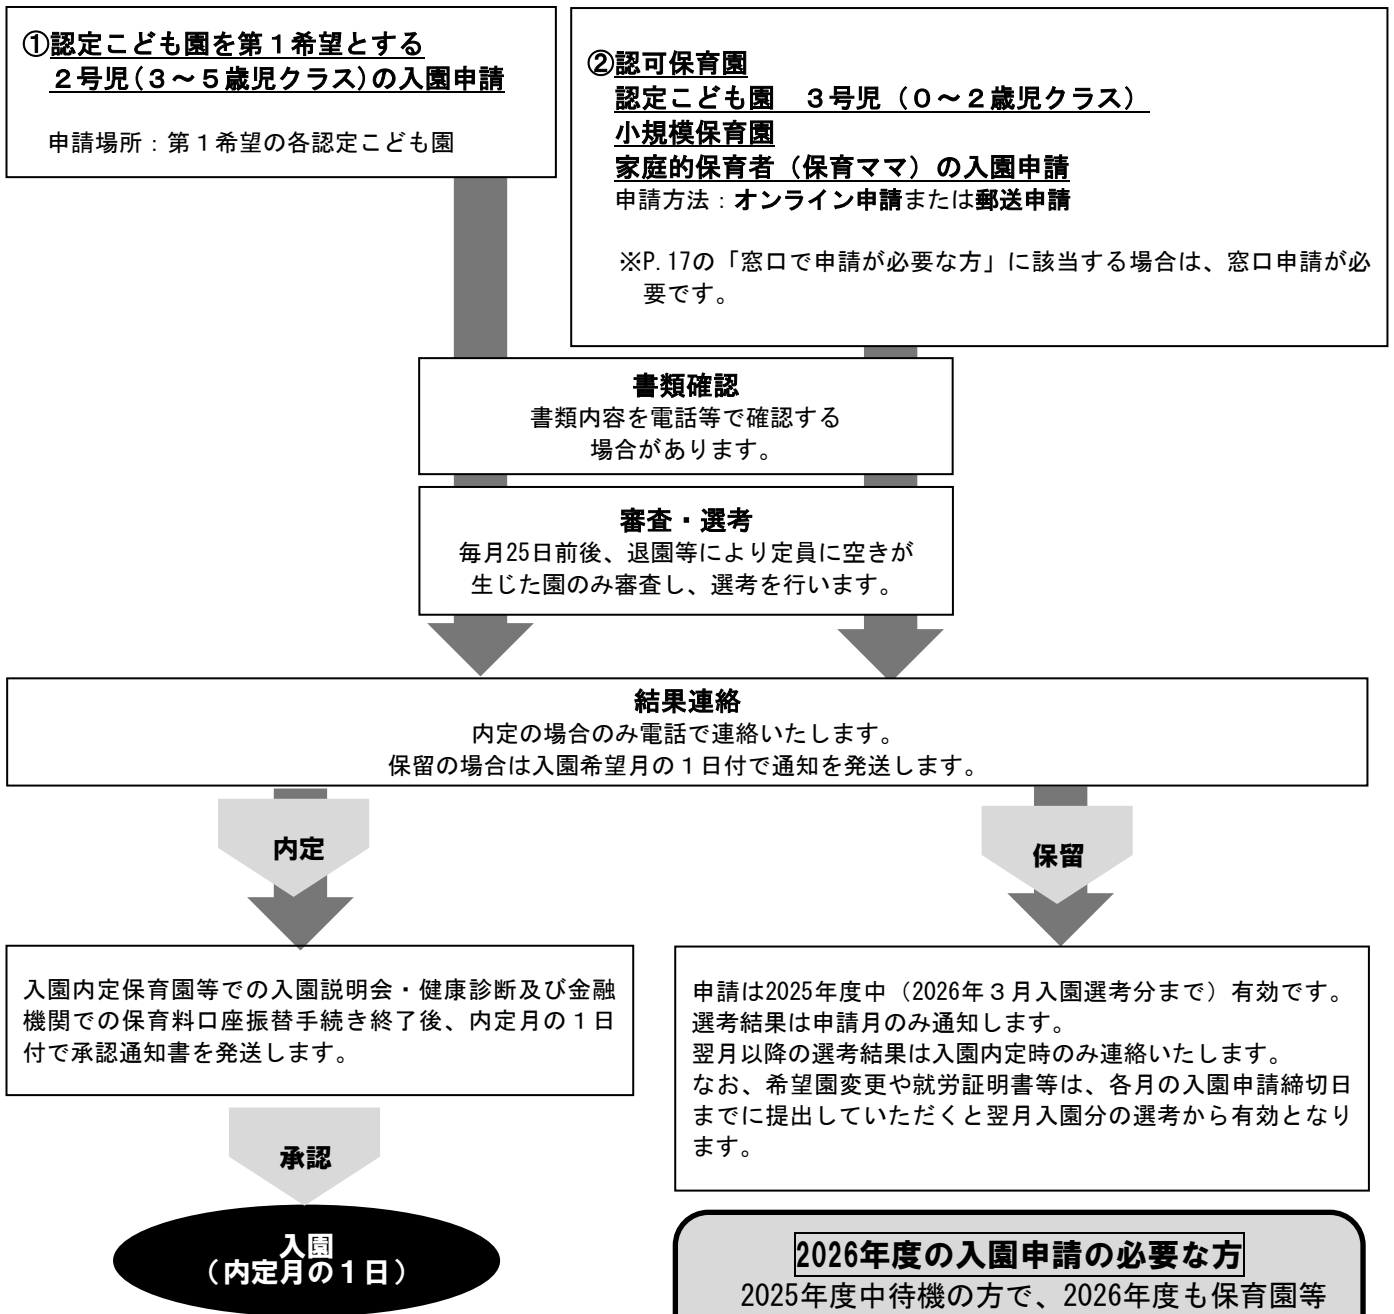 ①認定こども園を第１希望とする
２号児（３～５歳児クラス）の入園申請
申請場所：第１希望の各認定こども園
②認可保育園
認定こども園　３号児（０～２歳児クラス）
小規模保育園
家庭的保育者（保育ママ）の入園申請
申請方法：オンライン申請または郵送申請
※P.17の「窓口で申請が必要な方」に該当する場合は、窓口申請が必
要です。
書類確認
書類内容を電話等で確認する
場合があります。
審査・選考
毎月25日前後、退園等により定員に空きが
生じた園のみ審査し、選考を行います。
結果連絡
内定の場合のみ電話で連絡いたします。
保留の場合は入園希望月の１日付で通知を発送します。
内定
保留
入園内定保育園等での入園説明会・健康診断及び金融
機関での保育料口座振替手続き終了後、内定月の１日
付で承認通知書を発送します。
承認
入園
（内定月の１日）
申請は2025年度中（2026年３月入園選考分まで）有効です。
選考結果は申請月のみ通知します。
翌月以降の選考結果は入園内定時のみ連絡いたします。
なお、希望園変更や就労証明書等は、各月の入園申請締切日
までに提出していただくと翌月入園分の選考から有効となり
ます。
2026年度の入園申請の必要な方
2025年度中待機の方で、2026年度も保育園等